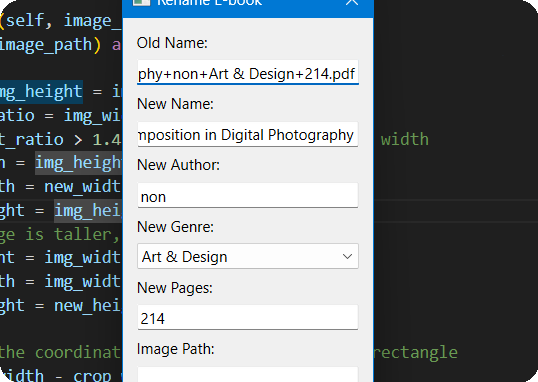 Rename E-book
(self, image_
image_path) a
Old Name:
phy+non+Art & Design+214.pdf
mg_height = i
New Name:
atio = img_wi
mposition in Digital Photography
t_ratio > 1.4 width
New Author:
h = img_height
th = new_widt
non
ght = img_hei
New Genre:
ge is taller,
ht = img_widt
Art & Design
th = img_widt
New Pages:
ght = new_hei
214
Image Path:
the coordinat rectangle
width - crop